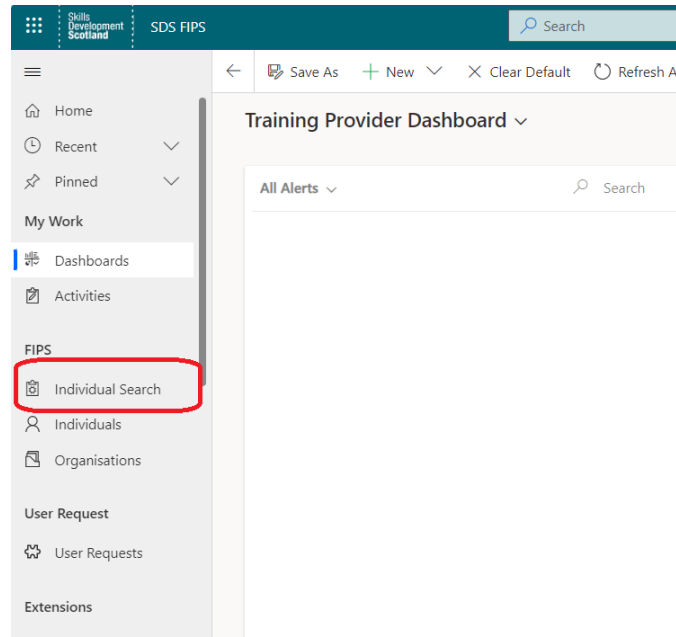 Skills
Development
Scotland
SDS FIPS
Search
Save As
New
Clear Default
Refresh A
Home
Recent
Pinned
My Work
Dashboards
Activities
FIPS
Individual Search
Individuals
Organisations
User Request
User Requests
Extensions
Training Provider Dashboard
All Alerts
Search